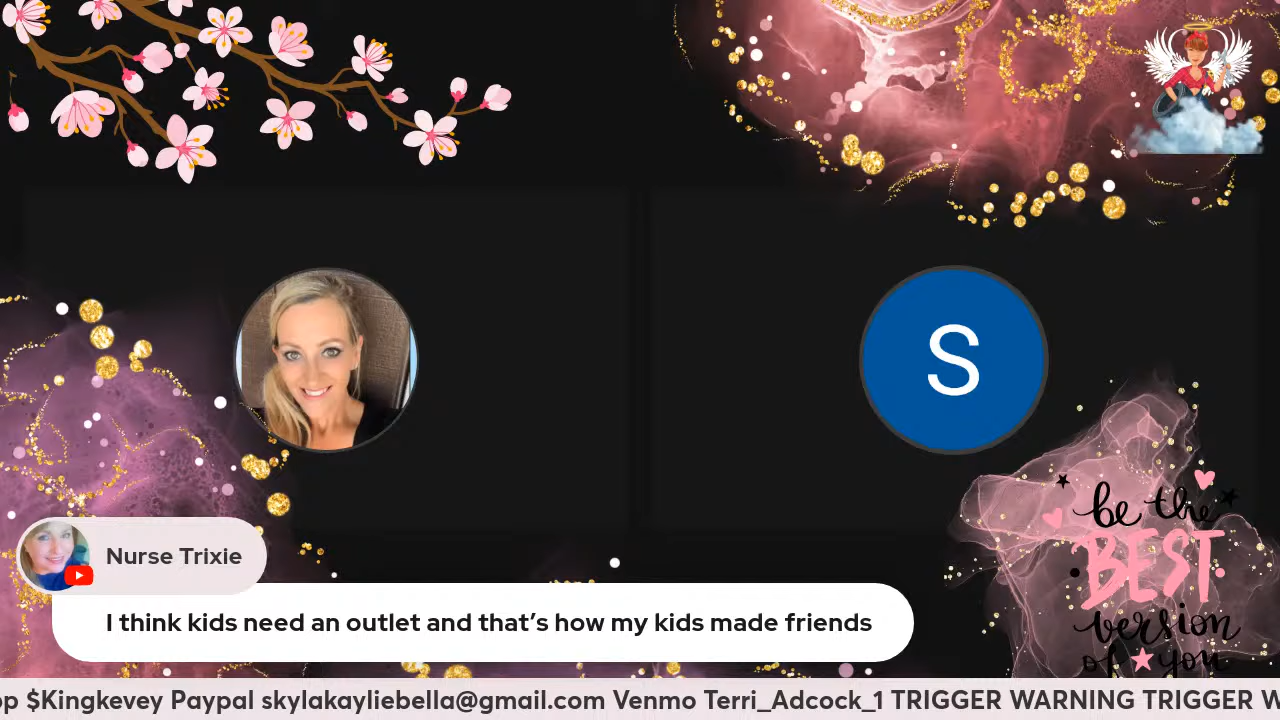 S
be the
BEST
version
of you
Nurse Trixie
I think kids need an outlet and that's how my kids made friends
$Kingkevey Paypal skylakayliebella@gmail.com Venmo Terri_Adcock_1 TRIGGER WARNING TRIGGER